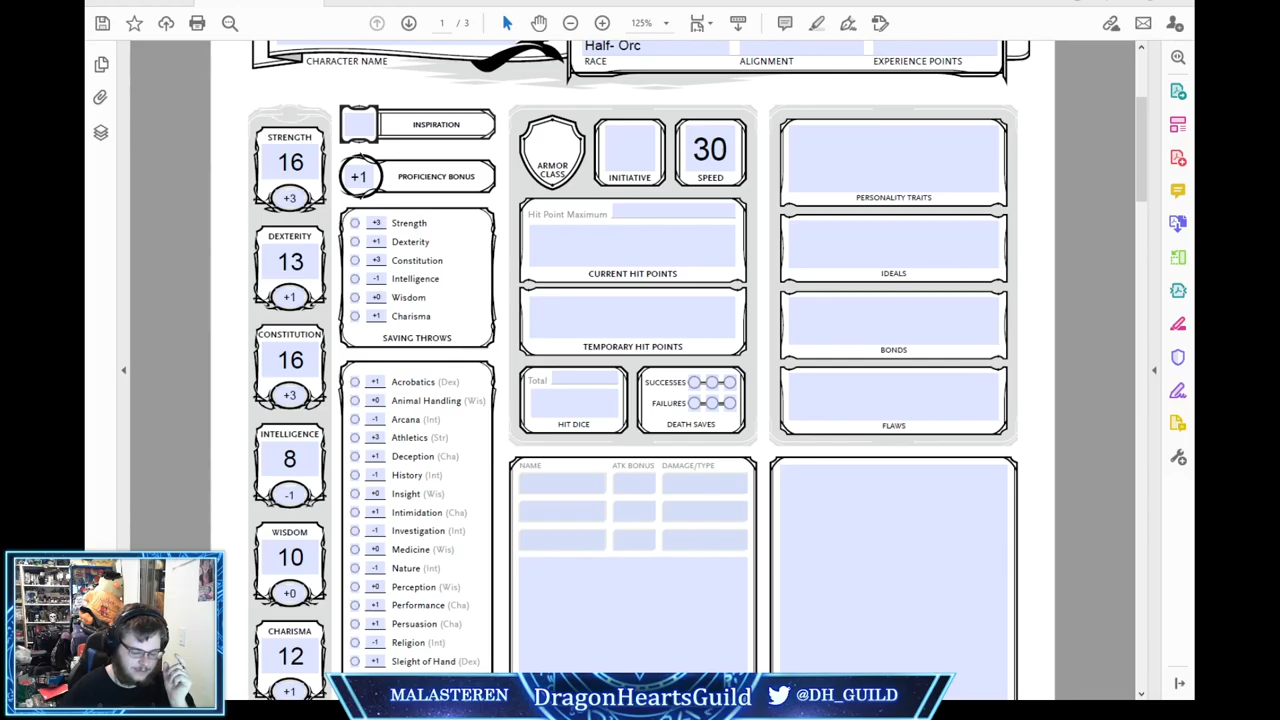 1 / 3
125%
Half- Orc
CHARACTER NAME
RACE
ALIGNMENT
EXPERIENCE POINTS
STRENGTH
16
+3
DEXTERITY
13
+1
CONSTITUTION
16
+3
INTELLIGENCE
8
-1
WISDOM
10
+0
CHARISMA
12
+1
INSPIRATION
+1 PROFICIENCY BONUS
+3 Strength
+1 Dexterity
+3 Constitution
-1 Intelligence
+0 Wisdom
+1 Charisma
SAVING THROWS
+1 Acrobatics (Dex)
+0 Animal Handling (Wis)
-1 Arcana (Int)
+3 Athletics (Str)
+1 Deception (Cha)
-1 History (Int)
+0 Insight (Wis)
+1 Intimidation (Cha)
-1 Investigation (Int)
+0 Medicine (Wis)
-1 Nature (Int)
+0 Perception (Wis)
+1 Performance (Cha)
+1 Persuasion (Cha)
-1 Religion (Int)
+1 Sleight of Hand (Dex)
ARMOR
CLASS
INITIATIVE
30
SPEED
Hit Point Maximum
CURRENT HIT POINTS
TEMPORARY HIT POINTS
Total
HIT DICE
SUCCESSES
FAILURES
DEATH SAVES
NAME ATK BONUS DAMAGE/TYPE
PERSONALITY TRAITS
IDEALS
BONDS
FLAWS
MALASTEREN DragonHeartsGuild @DH_GUILD